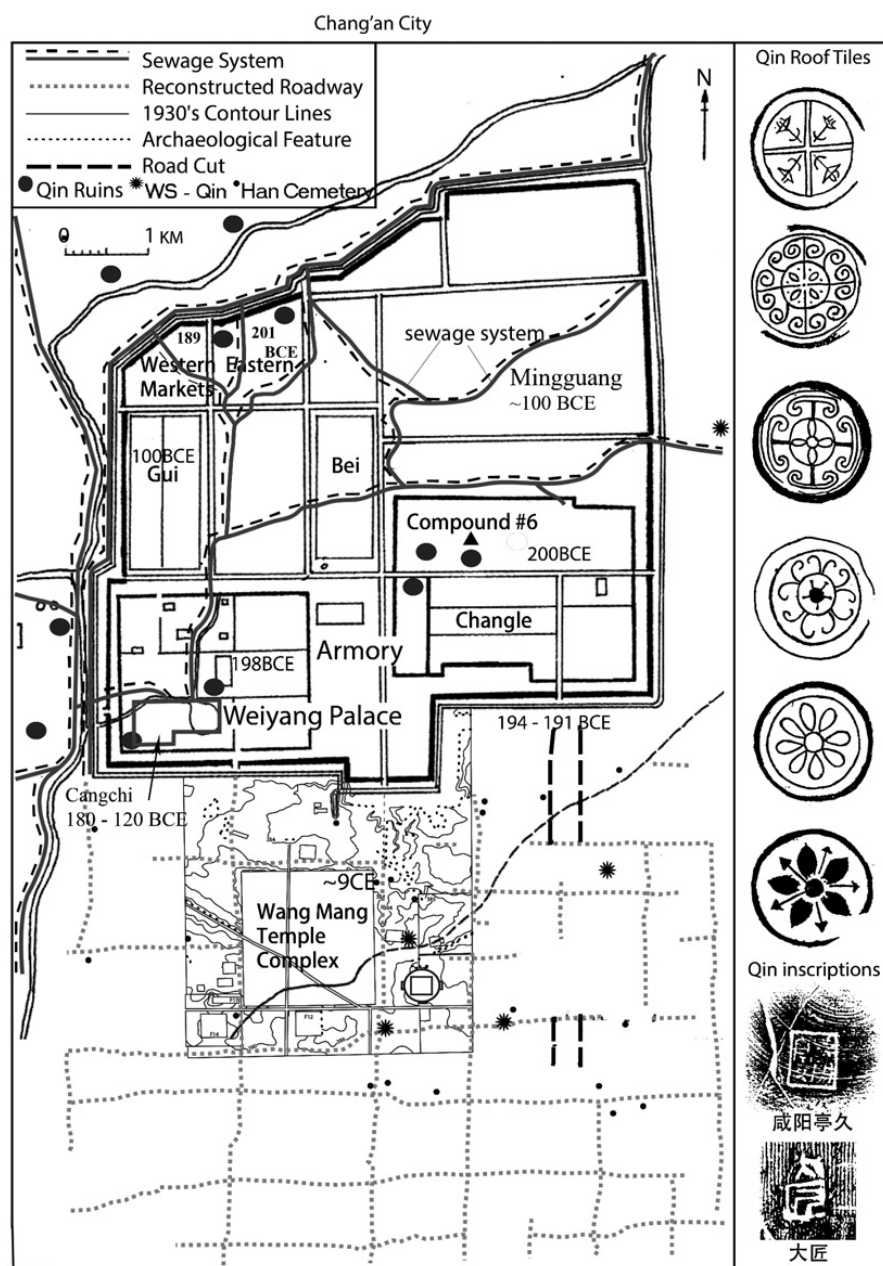 Chang'an City
Sewage System
Reconstructed Roadway
1930's Contour Lines
Archaeological Feature
Road Cut
Qin Ruins WS - Qin Han Cemetery
0 1 KM
N
189 201
BCE
Western Eastern
Markets
sewage system
Mingguang
~100 BCE
100BCE
Gui
Bei
Compound #6
200BCE
Changle
Armory
198BCE
Weiyang Palace
194 - 191 BCE
Cangchi
180 - 120 BCE
~9CE
Wang Mang
Temple
Complex
F12
F14
Qin Roof Tiles
Qin inscriptions
咸阳亭久
大匠